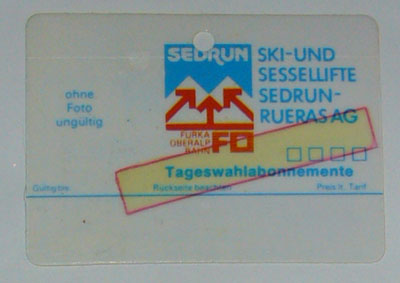 SEDRUN
SKI-UND
SESSELLIFTE
SEDRUN-
RUERAS AG
ohne
Foto
ungültig
FURKA
OBERALP
BAHN
FO
Tageswahlabonnemente
Gültig bis
Rückseite beachten
Preis lt. Tarif